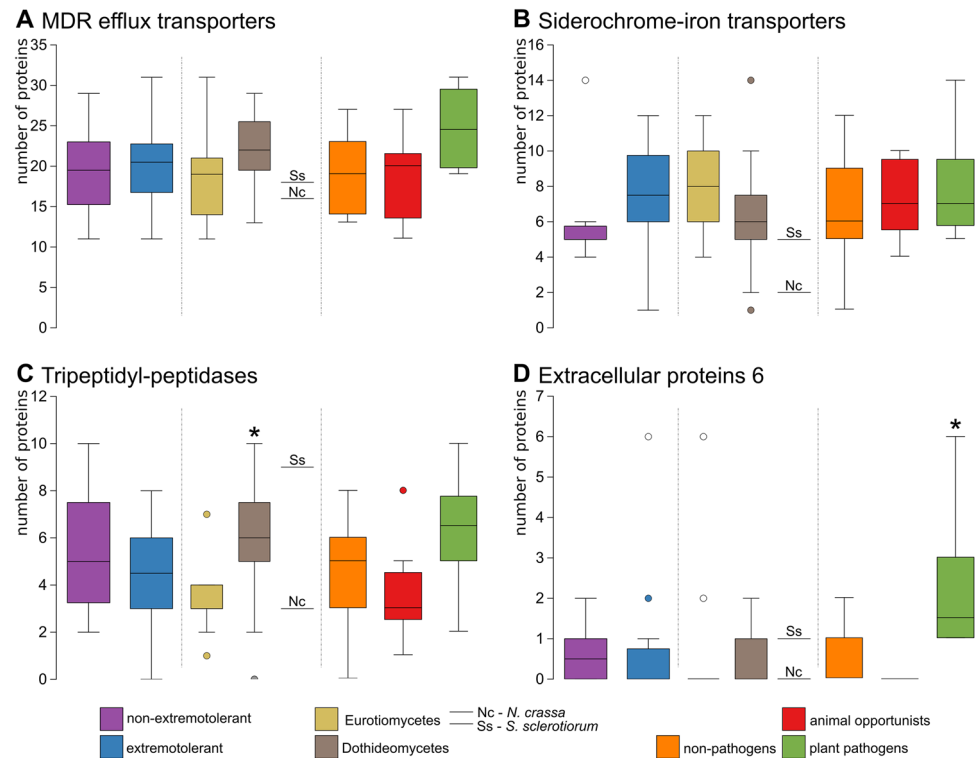 A MDR efflux transporters
number of proteins
35
30
25
20
15
10
5
0
Ss
Nc
B Siderochrome-iron transporters
number of proteins
16
14
12
10
8
6
4
2
0
Ss
Nc
C Tripeptidyl-peptidases
number of proteins
12
10
8
6
4
2
0
*
Ss
Nc
D Extracellular proteins 6
number of proteins
7
6
5
4
3
2
1
0
Ss
Nc
*
non-extremotolerant
extremotolerant
Eurotiomycetes
Dothideomycetes
Nc - N. crassa
Ss - S. sclerotiorum
non-pathogens
animal opportunists
plant pathogens